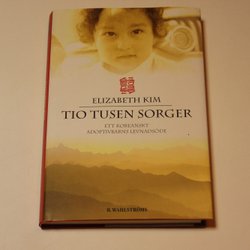 ELIZABETH KIM
TIO TUSEN SORGER
ETT KOREANSKT
ADOPTIVBARNS LEVNADSÖDE
B. WAHLSTRÖMS